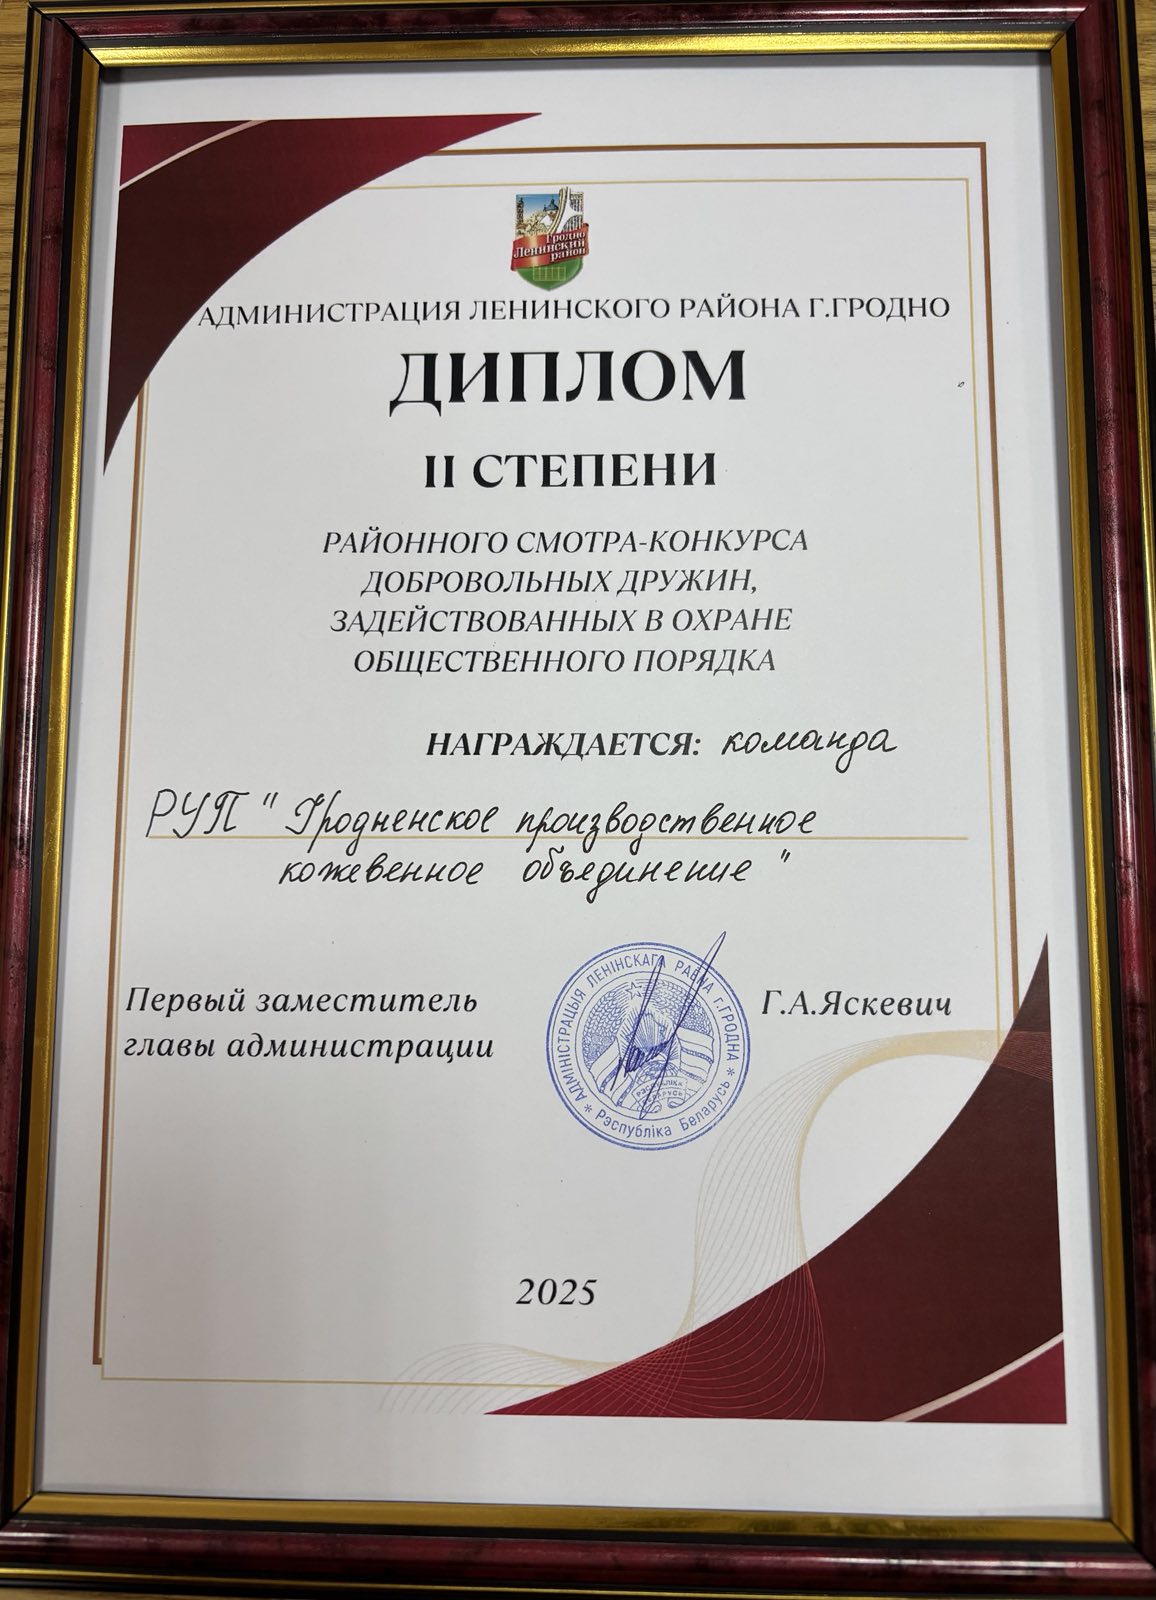 Гродно
Ленинский
район
АДМИНИСТРАЦИЯ ЛЕНИНСКОГО РАЙОНА Г.ГРОДНО
ДИПЛОМ
II СТЕПЕНИ
РАЙОННОГО СМОТРА-КОНКУРСА
ДОБРОВОЛЬНЫХ ДРУЖИН,
ЗАДЕЙСТВОВАННЫХ В ОХРАНЕ
ОБЩЕСТВЕННОГО ПОРЯДКА
НАГРАЖДАЕТСЯ: команда
РУП "Гродненское производственное
кожевенное объединение"
Первый заместитель
главы администрации
АДМІНІСТРАЦЫЯ ЛЕНІНСКАГА РАЁНА Г.ГРОДНА
* Рэспубліка Беларусь *
РЭСПУБЛІКА
БЕЛАРУСЬ
Г.А.Яскевич
2025